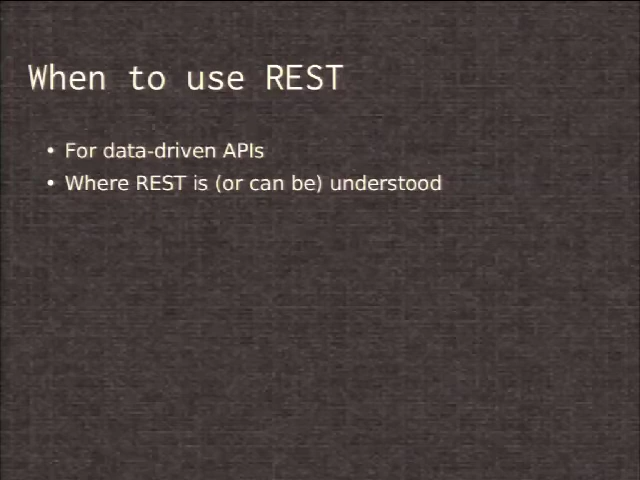 When to use REST
• For data-driven APIs
• Where REST is (or can be) understood